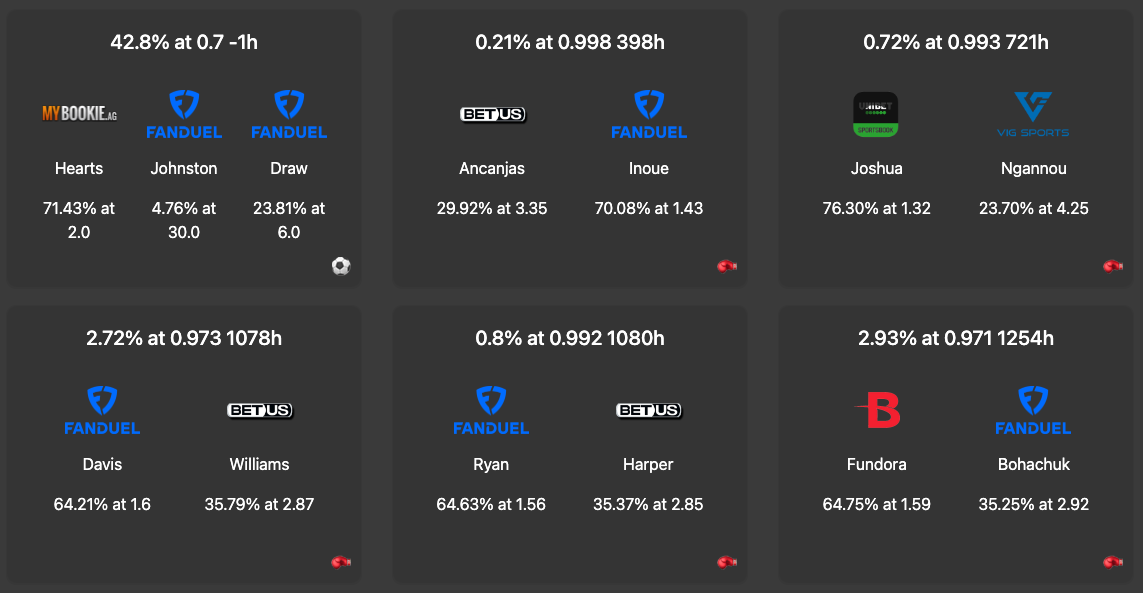 42.8% at 0.7 -1h
MYBOOKIE.AG FANDUEL FANDUEL
Hearts Johnston Draw
71.43% at 4.76% at 23.81% at
2.0 30.0 6.0
0.21% at 0.998 398h
BETUS FANDUEL
Ancanjas Inoue
29.92% at 3.35 70.08% at 1.43
0.72% at 0.993 721h
UNIBET VIG SPORTS
SPORTSBOOK
Joshua Ngannou
76.30% at 1.32 23.70% at 4.25
2.72% at 0.973 1078h
FANDUEL BETUS
Davis Williams
64.21% at 1.6 35.79% at 2.87
0.8% at 0.992 1080h
FANDUEL BETUS
Ryan Harper
64.63% at 1.56 35.37% at 2.85
2.93% at 0.971 1254h
B FANDUEL
Fundora Bohachuk
64.75% at 1.59 35.25% at 2.92